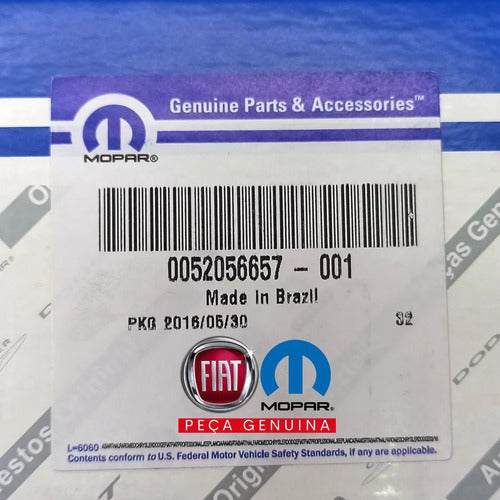 Genuine Parts & Accessories™
MOPAR®
0052056657 - 001
Made In Brazil
PKG 2016/05/30 32
FIAT
MOPAR®
PEÇA GENUINA
L=6060
Contents conform to U.S. Federal Motor Vehicle Safety Standards, if any are applicable.